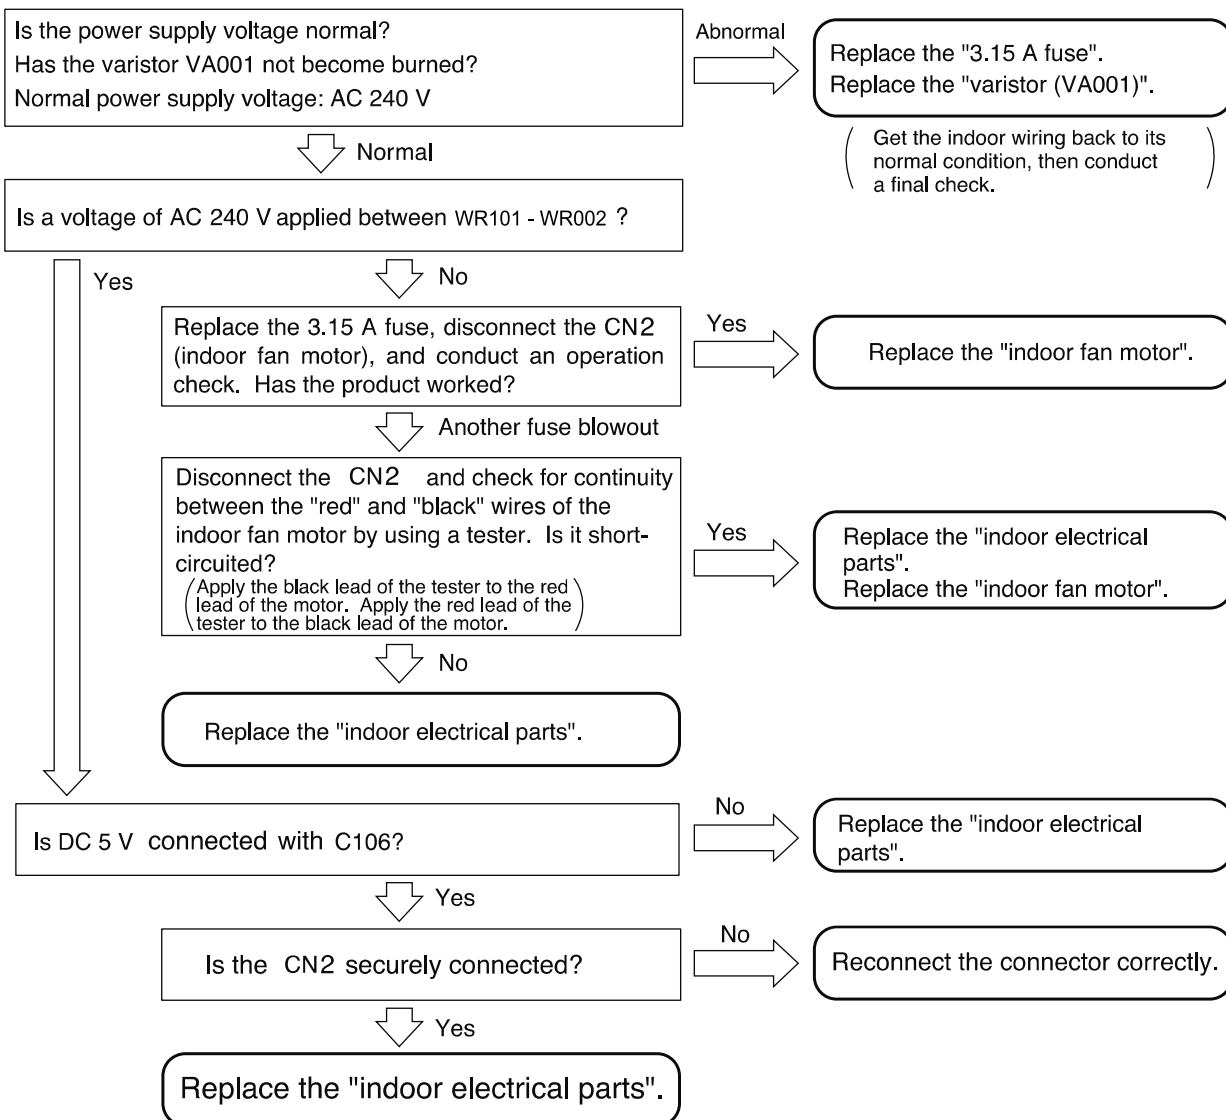 Is the power supply voltage normal?
Has the varistor VA001 not become burned?
Normal power supply voltage: AC 240 V
Abnormal
Replace the "3.15 A fuse".
Replace the "varistor (VA001)".
Get the indoor wiring back to its
normal condition, then conduct
a final check.
Normal
Is a voltage of AC 240 V applied between WR101 - WR002 ?
Yes
No
Replace the 3.15 A fuse, disconnect the CN2
(indoor fan motor), and conduct an operation
check. Has the product worked?
Yes
Replace the "indoor fan motor".
Another fuse blowout
Disconnect the CN2 and check for continuity
between the "red" and "black" wires of the
indoor fan motor by using a tester. Is it short-
circuited?
(Apply the black lead of the tester to the red
lead of the motor. Apply the red lead of the
tester to the black lead of the motor.)
Yes
Replace the "indoor electrical
parts".
Replace the "indoor fan motor".
No
Replace the "indoor electrical parts".
Is DC 5 V connected with C106?
No
Replace the "indoor electrical
parts".
Yes
Is the CN2 securely connected?
No
Reconnect the connector correctly.
Yes
Replace the "indoor electrical parts".